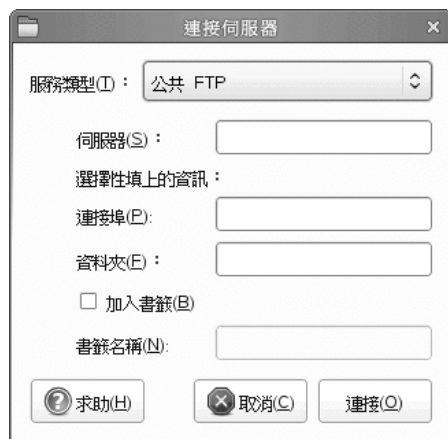 連接伺服器
服務類型(T)： 公共 FTP
伺服器(S)：
選擇性填上的資訊：
連接埠(P):
資料夾(F)：
加入書籤(B)
書籤名稱(N):
求助(H) 取消(C) 連接(O)